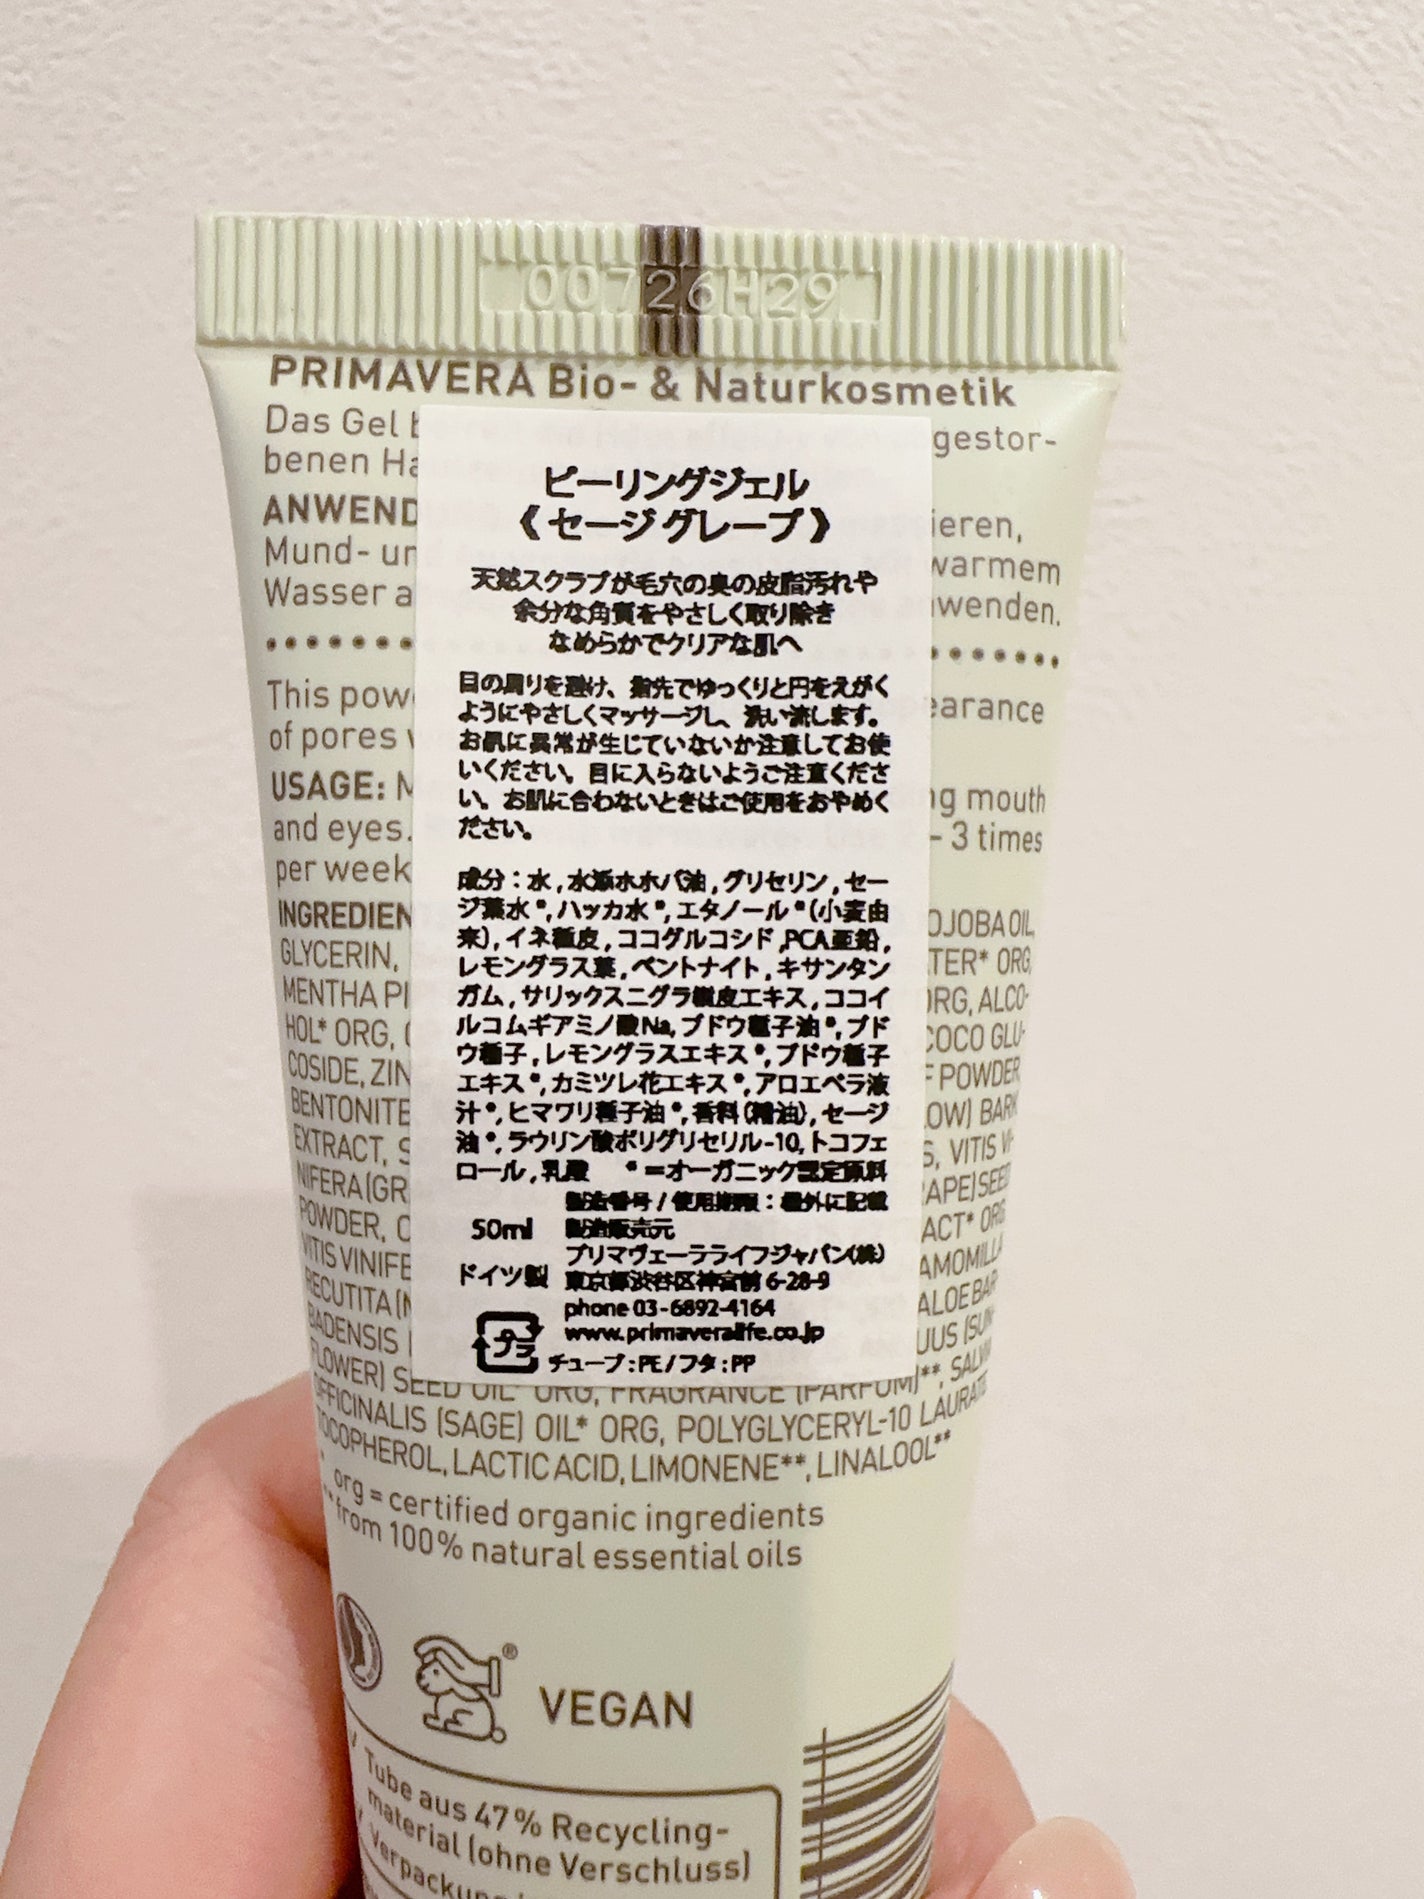 00726H29
PRIMAVERA Bio- & Naturkosmetik
Das Gel gestor-
benen
ANWEND ieren,
Mund- warmem
Wasser a nwenden.
ピーリングジェル
《セージグレープ》
天然スクラブが毛穴の奥の皮脂汚れや
余分な角質をやさしく取り除き
なめらかでクリアな肌へ
目の周りを避け、指先でゆっくりと円をえがく
ようにやさしくマッサージし、洗い流します。
お肌に異常が生じていないか注意してお使
いください。目に入らないようご注意くださ
い。お肌に合わないときはご使用をおやめく
ださい。
成分:水,水添ホホバ油,グリセリン,セー
ジ葉水*,ハッカ水*,エタノール*(小麦由
来),イネ種皮,ココグルコシド,PCA亜鉛,
レモングラス葉,ベントナイト,キサンタン
ガム,サリックスニグラ樹皮エキス,ココイ
ルコムギアミノ酸Na,ブドウ種子油*,ブド
ウ種子,レモングラスエキス*,ブドウ種子
エキス*,カミツレ花エキス*,アロエベラ液
汁*,ヒマワリ種子油*,香料(精油),セージ
油*,ラウリン酸ポリグリセリル-10,トコフェ
ロール,乳酸 *=オーガニック認定原料
製造番号/使用期限:欄外に記載
50ml 製造販売元
プリマヴェーラライフジャパン(株)
ドイツ製 東京都渋谷区神宮前6-28-9
phone 03-6892-4164
www.primaveralife.co.jp
プラ チューブ:PE/フタ:PP
This pow earance
of pores
USAGE: ng mouth
and eyes. - 3 times
per week
INGREDIEN OJOBA OIL,
GLYCERIN, TER* ORG,
MENTHA PI ORG, ALCO-
HOL* ORG, COCO GLU-
COSIDE, ZIN F POWDER,
BENTONITE LOW) BARK
EXTRACT, S, VITIS VI-
NIFERA (GR APE) SEED
POWDER, ACT* ORG
VITIS VINIFE AMOMILLA
RECUTITA ALOE BAR
BADENSIS UUS (SUN-
FLOWER) SEED OIL* ORG, FRAGRANCE (PARFUM)**, SALVIA
OFFICINALIS (SAGE) OIL* ORG, POLYGLYCERYL-10 LAURATE,
TOCOPHEROL, LACTIC ACID, LIMONENE**, LINALOOL**
* org = certified organic ingredients
** from 100% natural essential oils
VEGAN
Tube aus 47% Recycling-
material (ohne Verschluss)